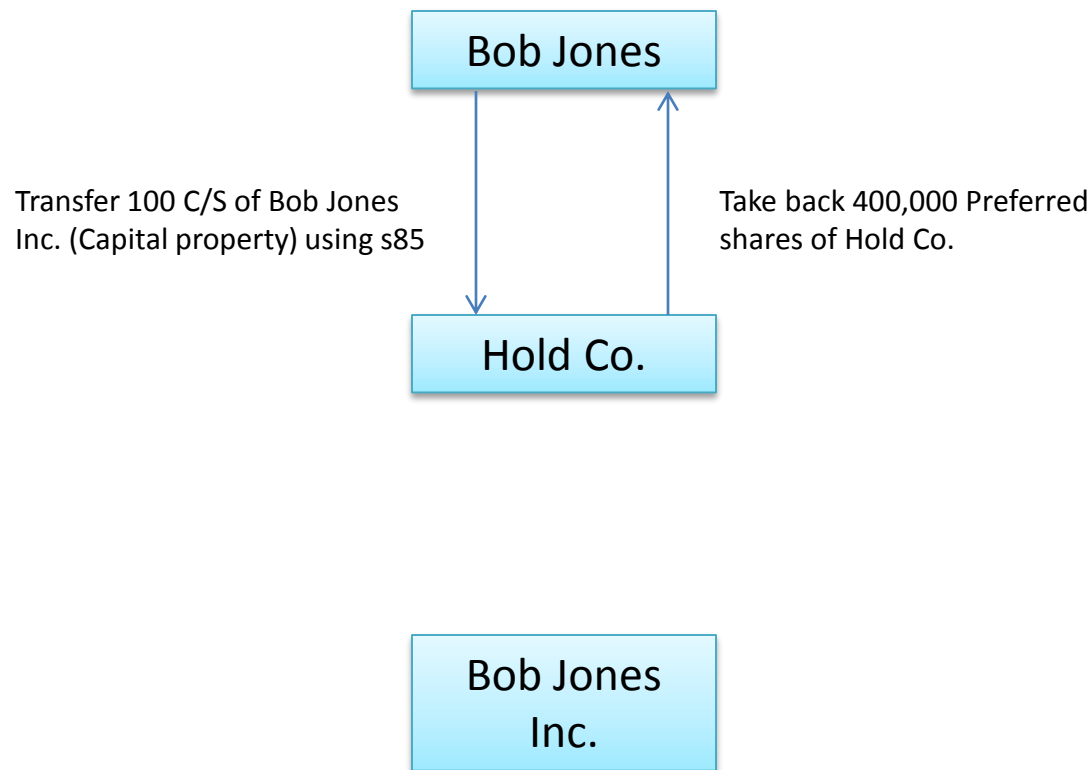 Bob Jones
Transfer 100 C/S of Bob Jones
Inc. (Capital property) using s85
Take back 400,000 Preferred
shares of Hold Co.
Hold Co.
Bob Jones
Inc.